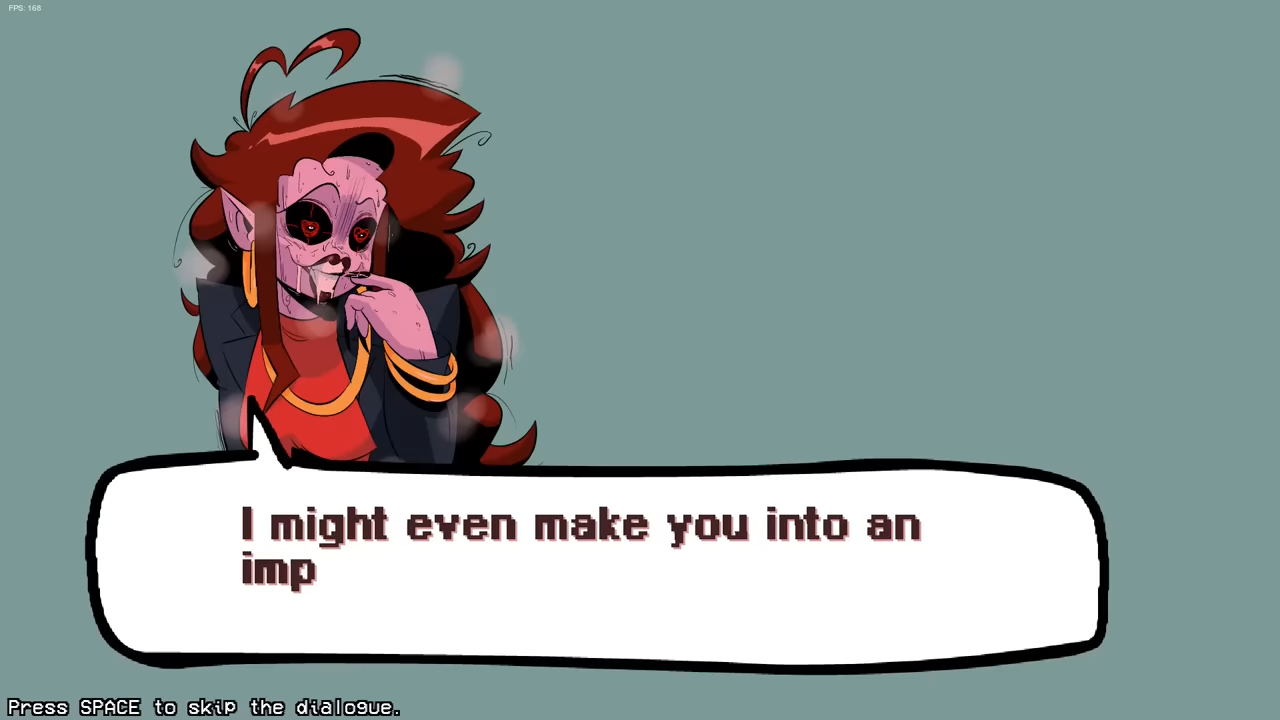 FPS: 168
I might even make you into an
imp
Press SPACE to skip the dialogue.